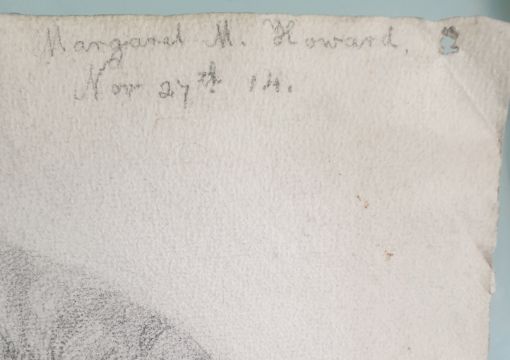 Margaret M. Howard.
Nov 27th 14.